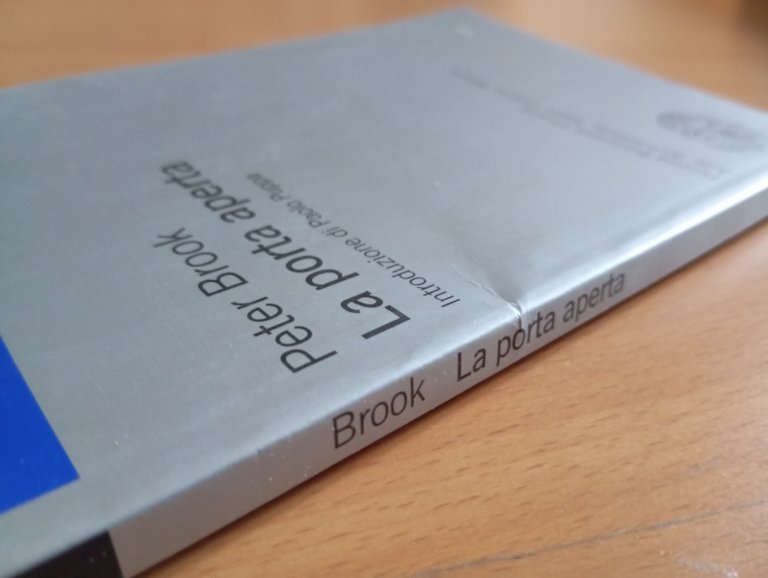 Peter Brook
La porta aperta
Introduzione di Paolo Puppa
Brook La porta aperta